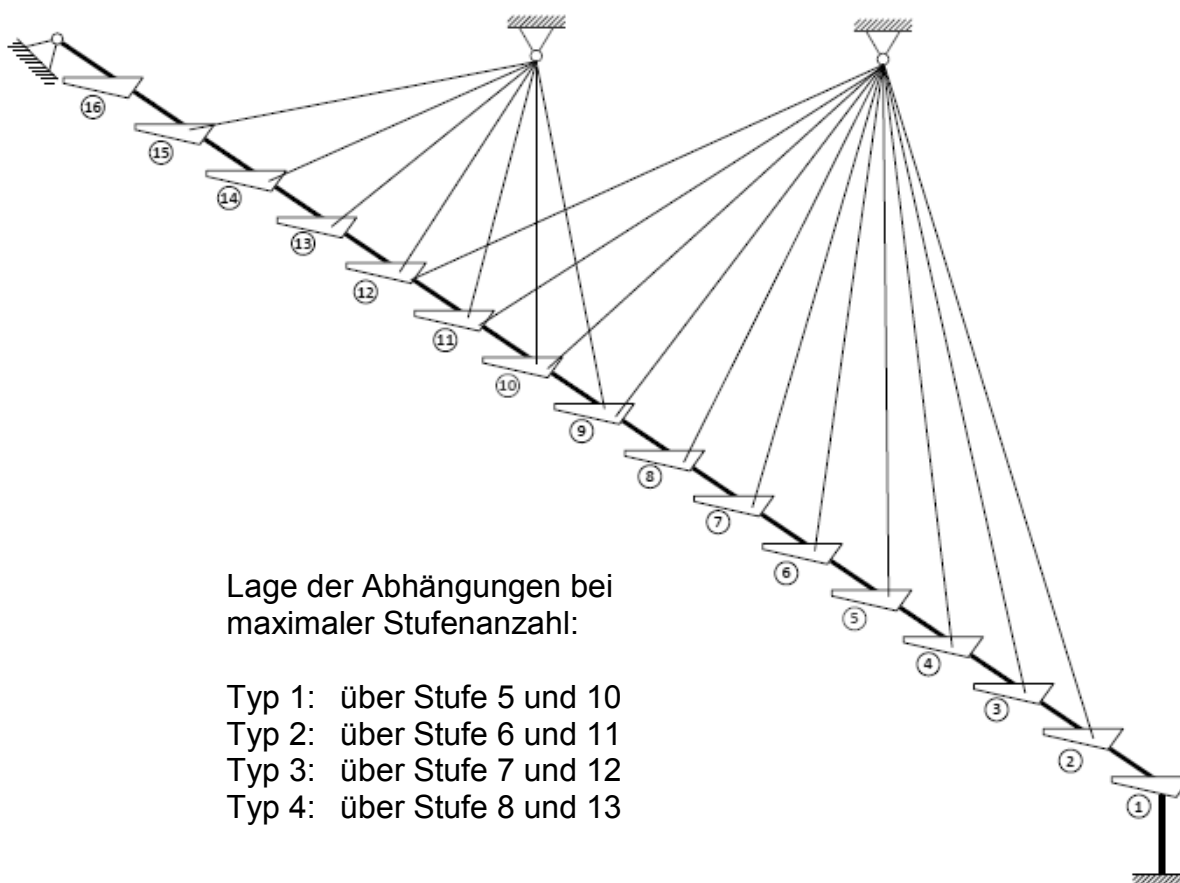 16
15
14
13
12
11
10
9
8
7
6
5
4
3
2
1
Lage der Abhängungen bei
maximaler Stufenanzahl:
Typ 1: über Stufe 5 und 10
Typ 2: über Stufe 6 und 11
Typ 3: über Stufe 7 und 12
Typ 4: über Stufe 8 und 13